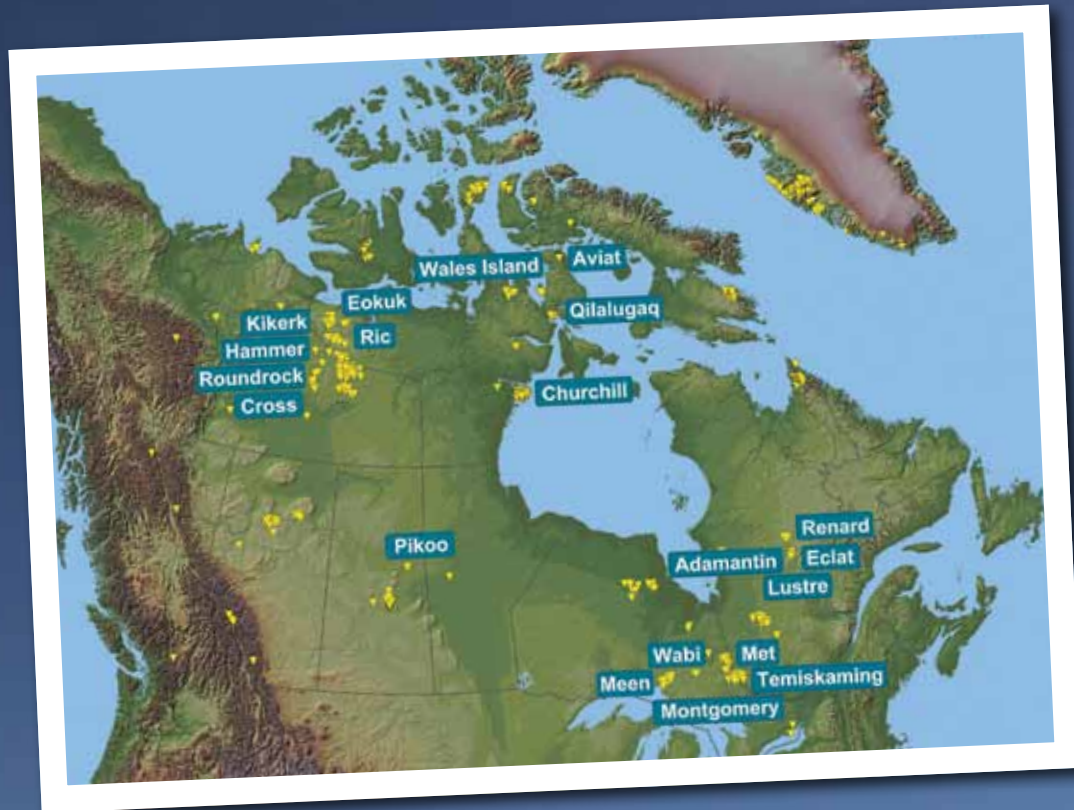 Wales Island
Aviat
Eokuk
Qilalugaq
Kikerk
Ric
Hammer
Roundrock
Churchill
Cross
Renard
Pikoo
Adamantin
Eclat
Lustre
Wabi
Met
Meen
Temiskaming
Montgomery